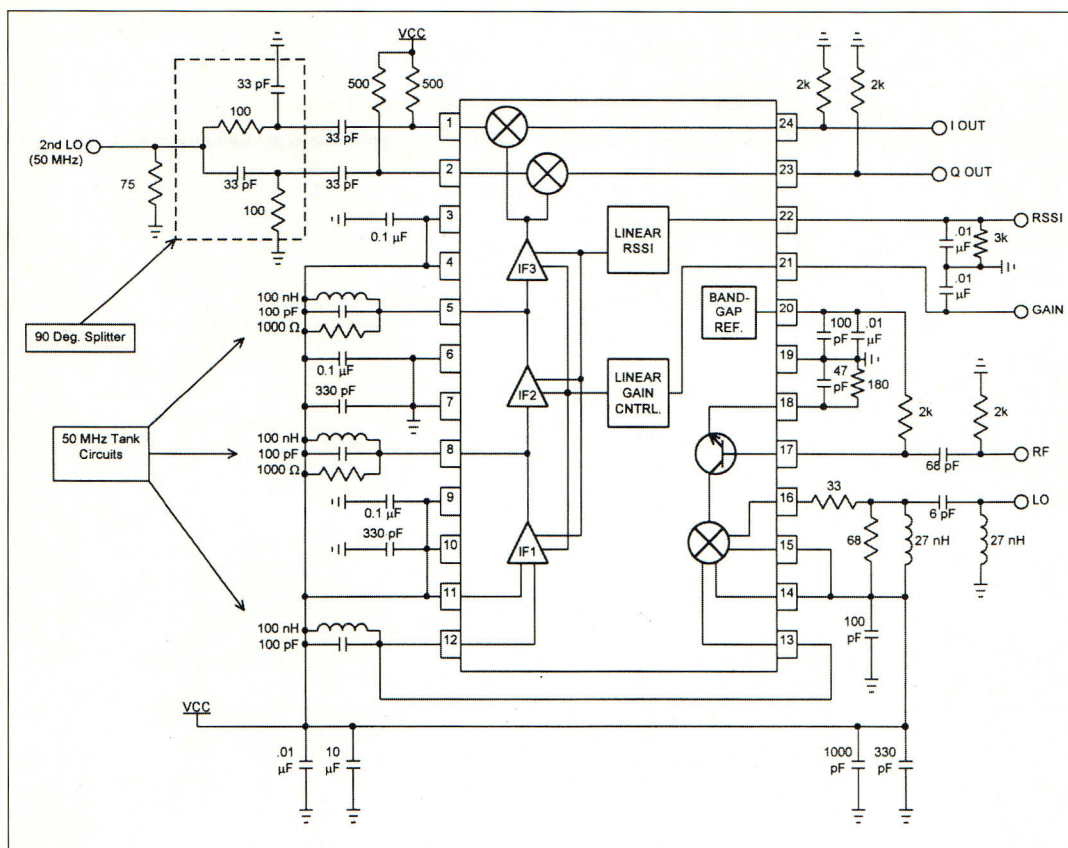 VCC
33 pF
500
500
2k
2k
100
33 pF
2nd LO
(50 MHz)
75
33 pF
33 pF
100
90 Deg. Splitter
1
2
3
4
5
6
7
8
9
10
11
12
24
23
22
21
20
19
18
17
16
15
14
13
I OUT
Q OUT
RSSI
GAIN
RF
LO
0.1 µF
100 nH
100 pF
1000 Ω
0.1 µF
330 pF
50 MHz Tank
Circuits
100 nH
100 pF
1000 Ω
0.1 µF
330 pF
100 nH
100 pF
IF3
IF2
IF1
LINEAR
RSSI
BAND-
GAP
REF.
LINEAR
GAIN
CNTRL.
.01
µF
3k
.01
µF
100
pF
.01
µF
47
pF
180
2k
2k
68 pF
33
6 pF
68
27 nH
27 nH
100
pF
VCC
.01
µF
10
µF
1000
pF
330
pF